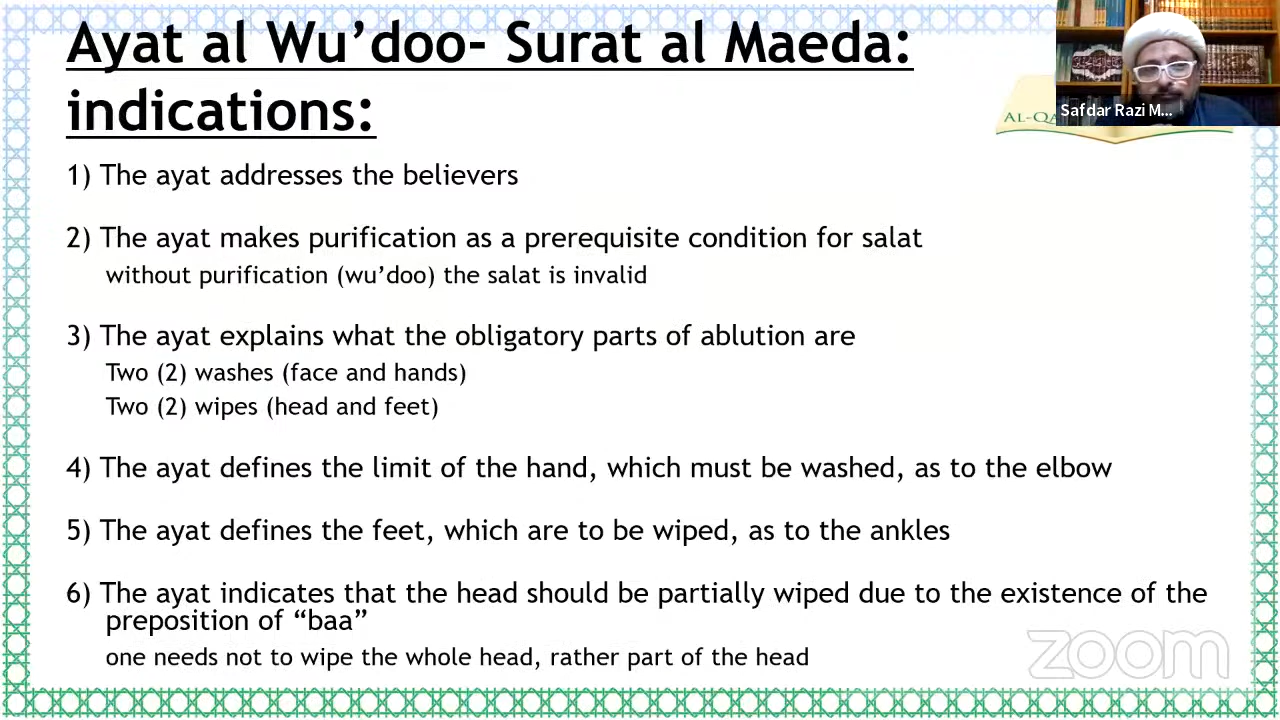 Ayat al Wu’doo- Surat al Maeda:
indications:
Safdar Razi M...
AL-QA
1) The ayat addresses the believers
2) The ayat makes purification as a prerequisite condition for salat
without purification (wu’doo) the salat is invalid
3) The ayat explains what the obligatory parts of ablution are
Two (2) washes (face and hands)
Two (2) wipes (head and feet)
4) The ayat defines the limit of the hand, which must be washed, as to the elbow
5) The ayat defines the feet, which are to be wiped, as to the ankles
6) The ayat indicates that the head should be partially wiped due to the existence of the
preposition of “baa”
one needs not to wipe the whole head, rather part of the head
zoom